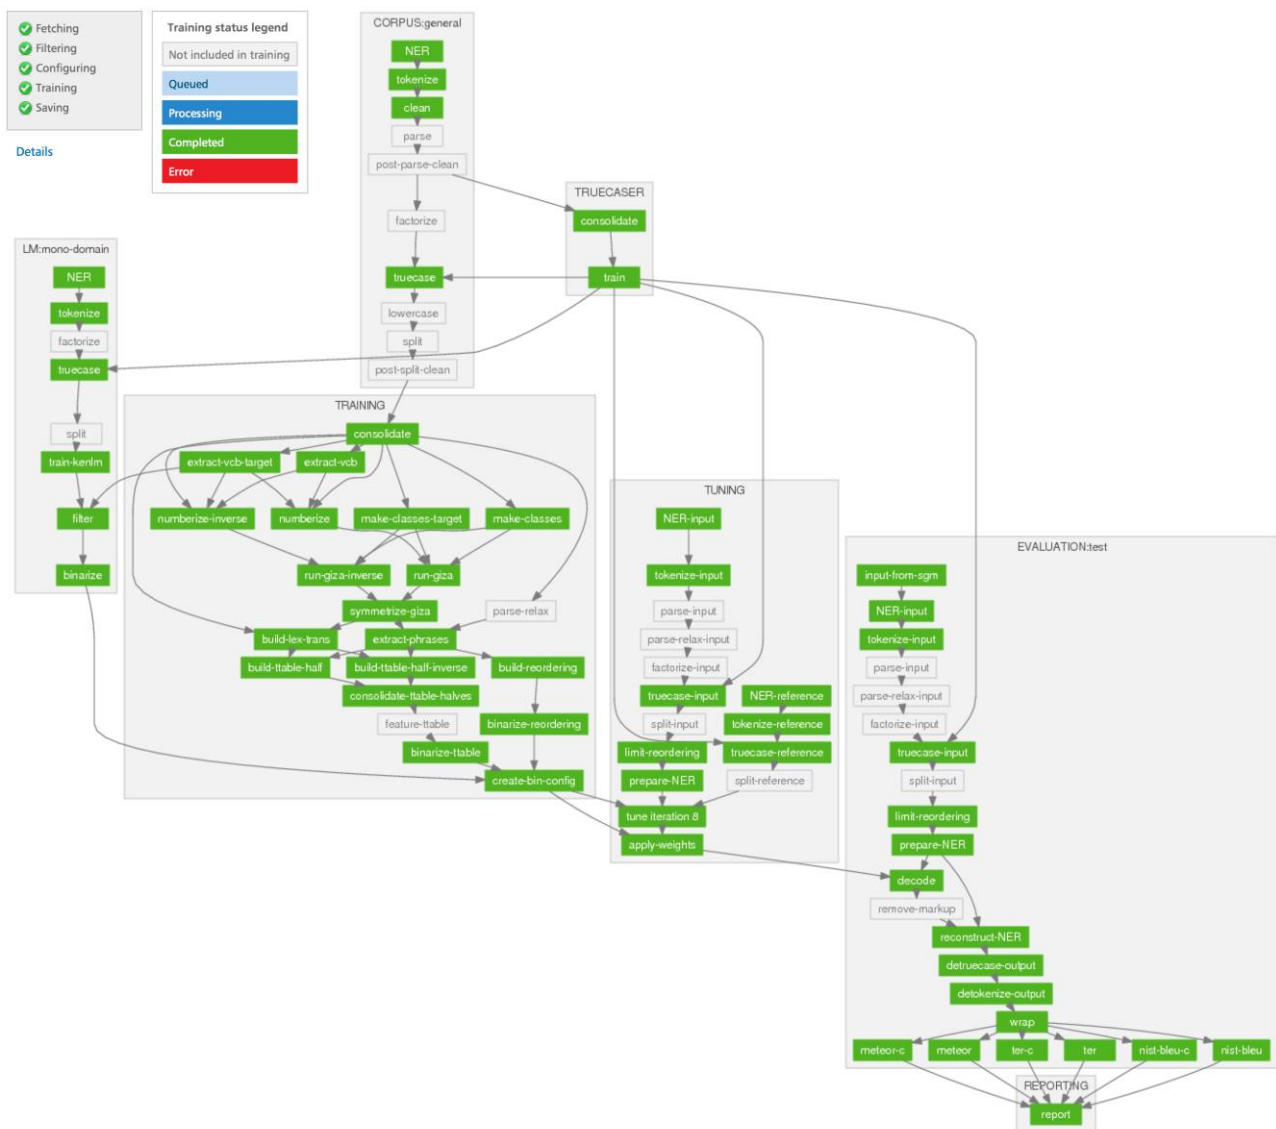 Fetching
Filtering
Configuring
Training
Saving
Details
Training status legend
Not included in training
Queued
Processing
Completed
Error
CORPUS:general
NER
tokenize
clean
parse
post-parse-clean
factorize
truecase
lowercase
split
post-split-clean
TRUECASER
consolidate
train
LM:mono-domain
NER
tokenize
factorize
truecase
split
train-kenlm
filter
binarize
TRAINING
consolidate
extract-vcb-target
extract-vcb
numberize-inverse
numberize
make-classes-target
make-classes
run-giza-inverse
run-giza
symmetrize-giza
parse-relax
build-lex-trans
extract-phrases
build-ttable-half
build-ttable-half-inverse
build-reordering
consolidate-ttable-halves
feature-ttable
binarize-reordering
binarize-ttable
create-bin-config
TUNING
NER-input
tokenize-input
parse-input
parse-relax-input
factorize-input
truecase-input
NER-reference
split-input
tokenize-reference
limit-reordering
truecase-reference
prepare-NER
split-reference
tune iteration 8
apply-weights
EVALUATION:test
input-from-sgm
NER-input
tokenize-input
parse-input
parse-relax-input
factorize-input
truecase-input
split-input
limit-reordering
prepare-NER
decode
remove-markup
reconstruct-NER
detruecase-output
detokenize-output
wrap
meteor-c
meteor
ter-c
ter
nist-bleu-c
nist-bleu
REPORTING
report